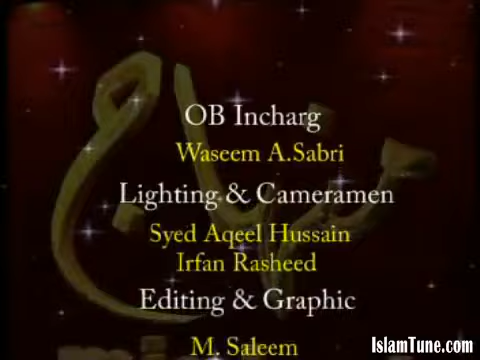 OB Incharg
Waseem A.Sabri
Lighting & Cameramen
Syed Aqeel Hussain
Irfan Rasheed
Editing & Graphic
M. Saleem
IslamTune.com